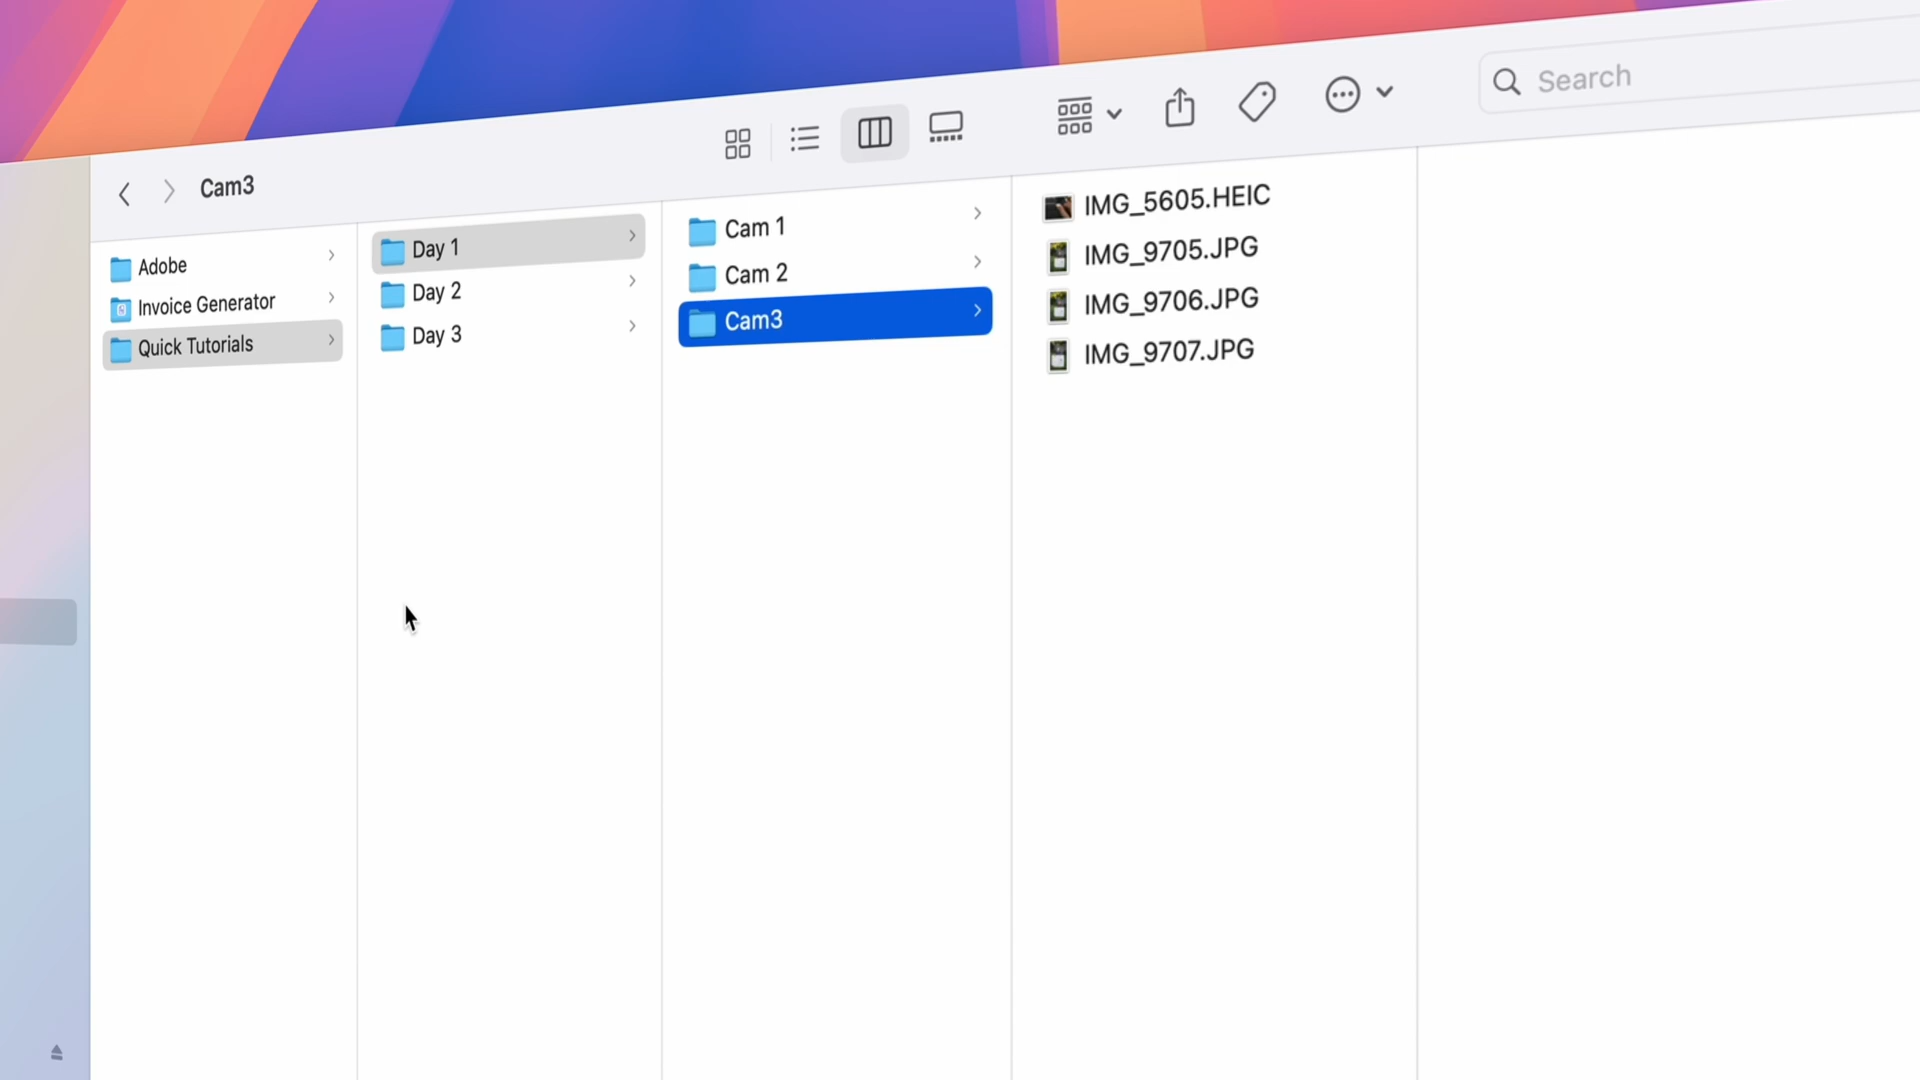 Search
Cam3
Adobe
Invoice Generator
Quick Tutorials
Day 1
Day 2
Day 3
Cam 1
Cam 2
Cam3
IMG_5605.HEIC
IMG_9705.JPG
IMG_9706.JPG
IMG_9707.JPG